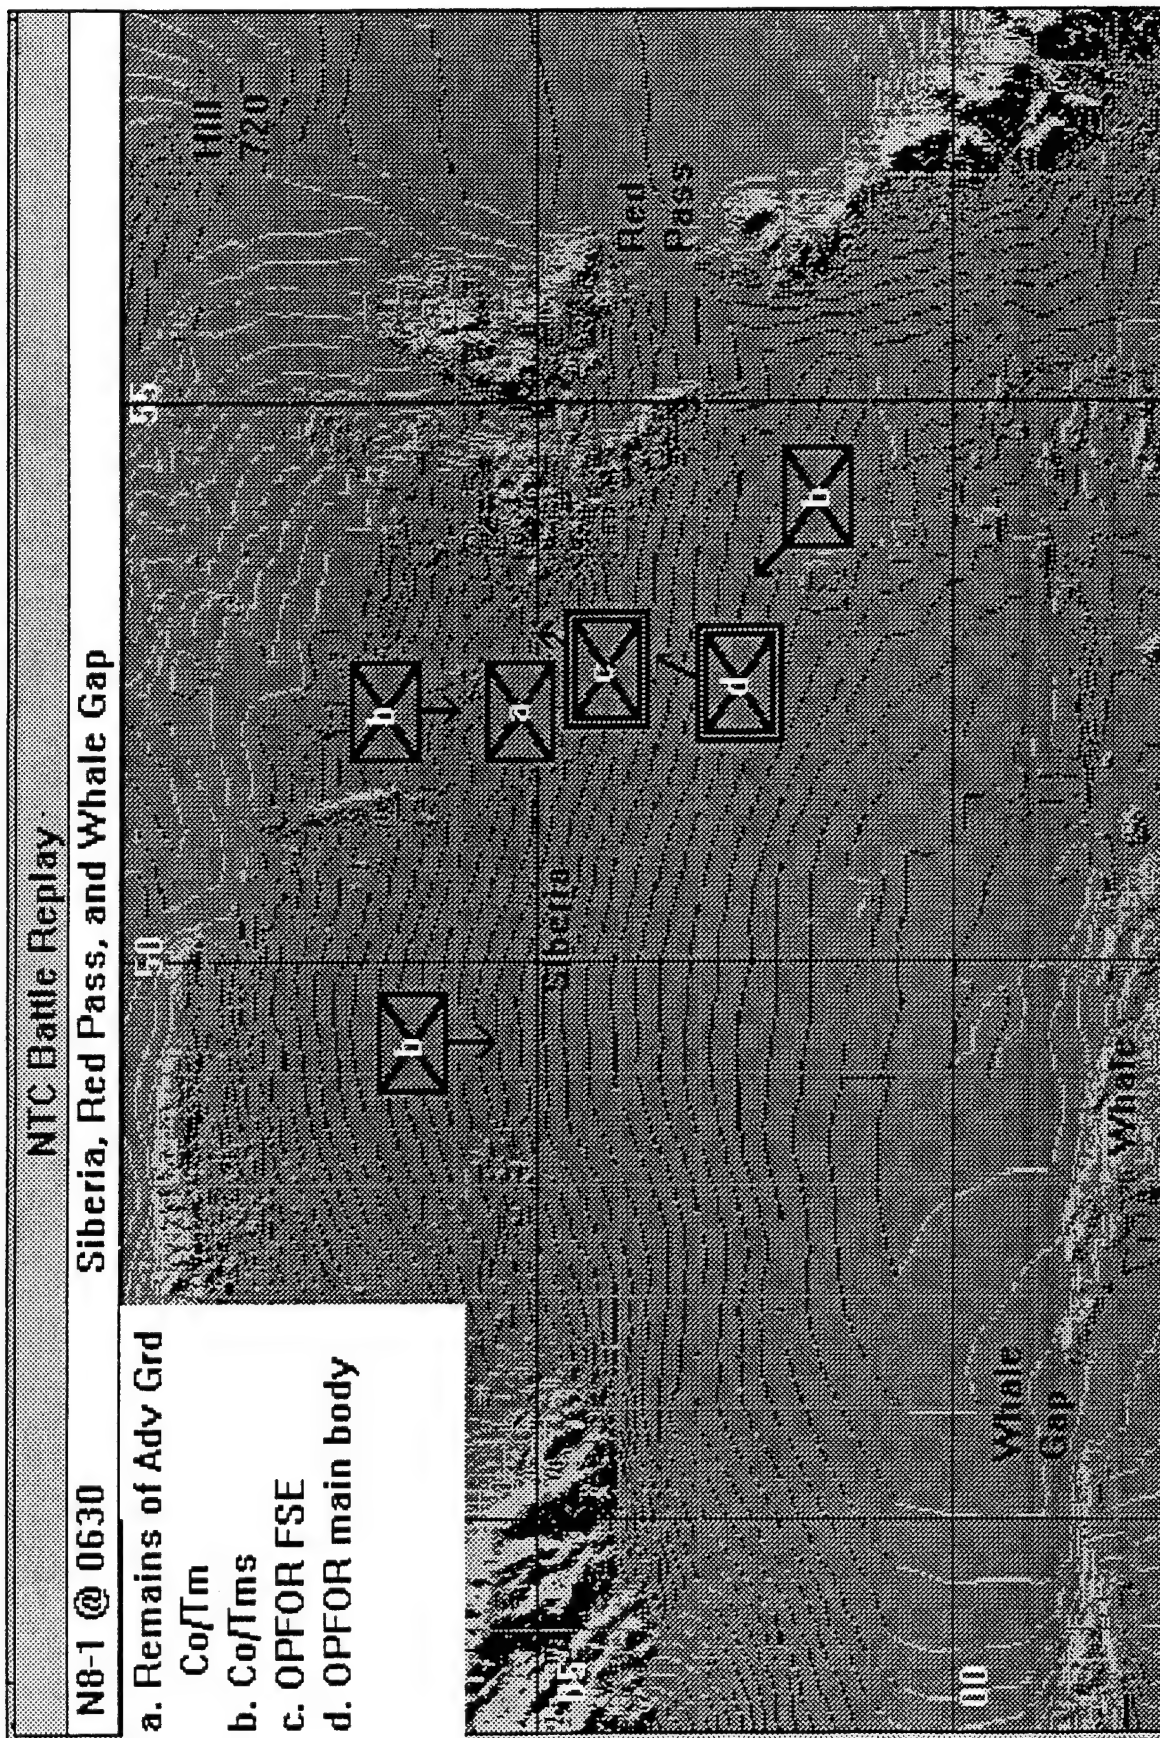 NTC Battle Replay
Siberia, Red Pass, and Whale Gap
N8-1 @ 0630
a. Remains of Adv Grd
Co/Tm
b. Co/Tms
c. OPFOR FSE
d. OPFOR main body
50
55
Hill
720
b
b
a
c
d
b
Siberia
Red
Pass
05
00
Whale
Gap
Whale